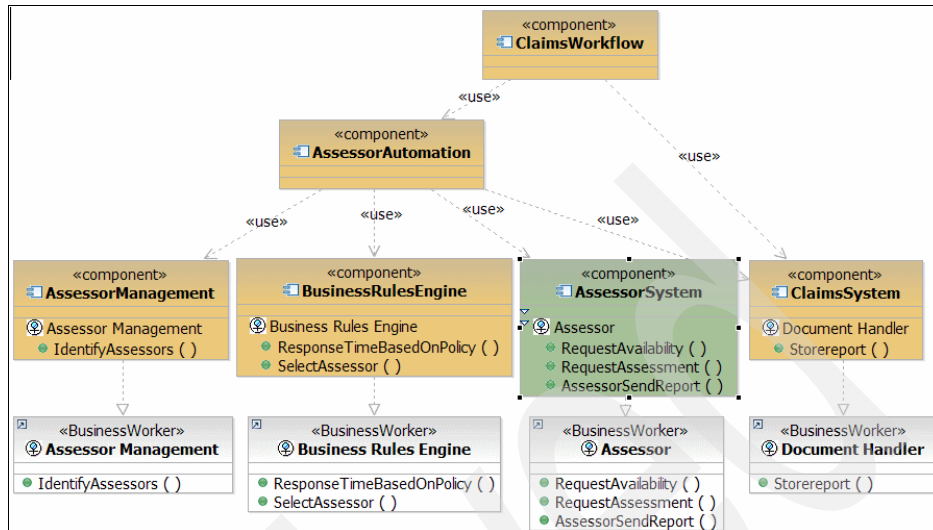 «component»
ClaimsWorkflow
«use»
«component»
AssessorAutomation
«use»
«use»
«use»
«use»
«use»
«component»
AssessorManagement
Assessor Management
IdentifyAssessors ( )
«component»
BusinessRulesEngine
Business Rules Engine
ResponseTimeBasedOnPolicy ( )
SelectAssessor ( )
«component»
AssessorSystem
Assessor
RequestAvailability ( )
RequestAssessment ( )
AssessorSendReport ( )
«component»
ClaimsSystem
Document Handler
Storereport ( )
«BusinessWorker»
Assessor Management
IdentifyAssessors ( )
«BusinessWorker»
Business Rules Engine
ResponseTimeBasedOnPolicy ( )
SelectAssessor ( )
«BusinessWorker»
Assessor
RequestAvailability ( )
RequestAssessment ( )
AssessorSendReport ( )
«BusinessWorker»
Document Handler
Storereport ( )